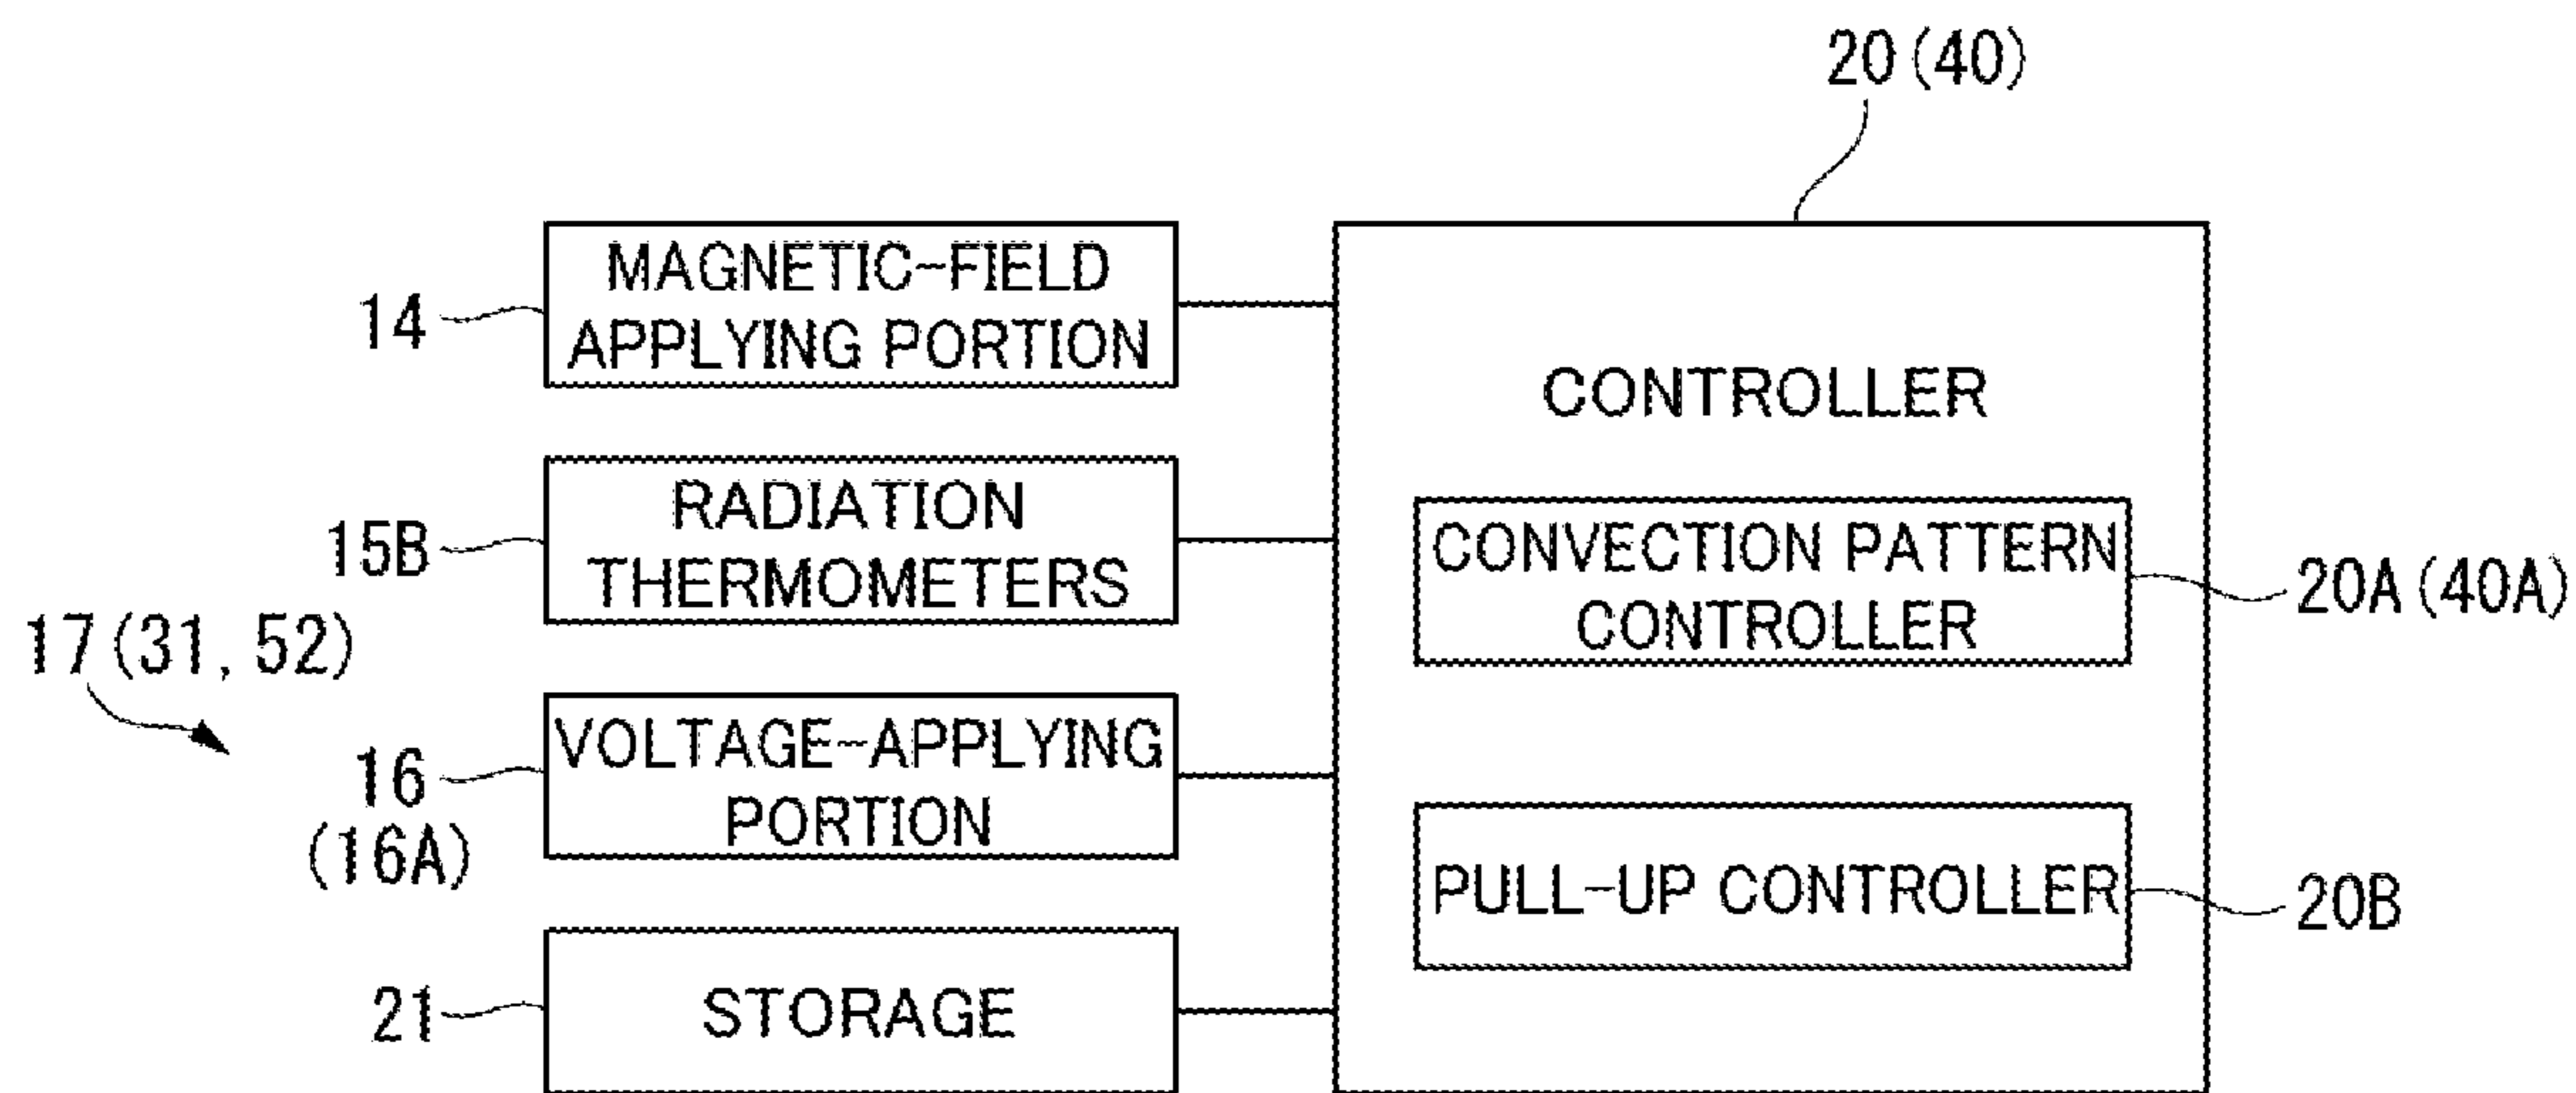 20(40)
MAGNETIC-FIELD
APPLYING PORTION
14
CONTROLLER
RADIATION
THERMOMETERS
15B
CONVECTION PATTERN
CONTROLLER
20A(40A)
17(31, 52)
VOLTAGE-APPLYING
PORTION
16
(16A)
PULL-UP CONTROLLER
20B
STORAGE
21